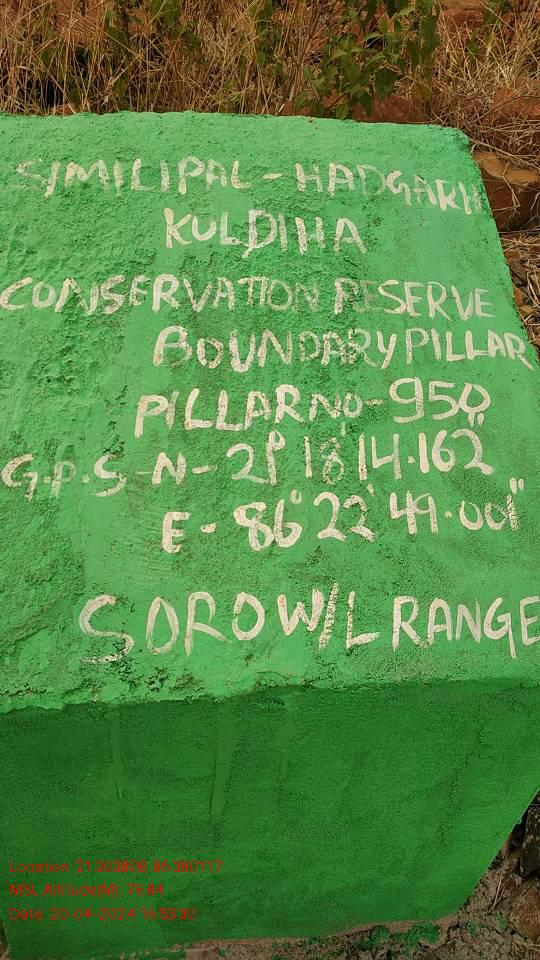 SIMILIPAL-HADGARH
KULDIHA
CONSERVATION RESERVE
BOUNDARY PILLAR
PILLAR NO-950
G.P.S-N-21° 18' 14.162"
E-86° 22' 49.001"
SORO W/L RANGE
Location: 21.303808, 86.380117
MSL Altitude(M): 76.84
Date: 20-04-2024 16:53:30